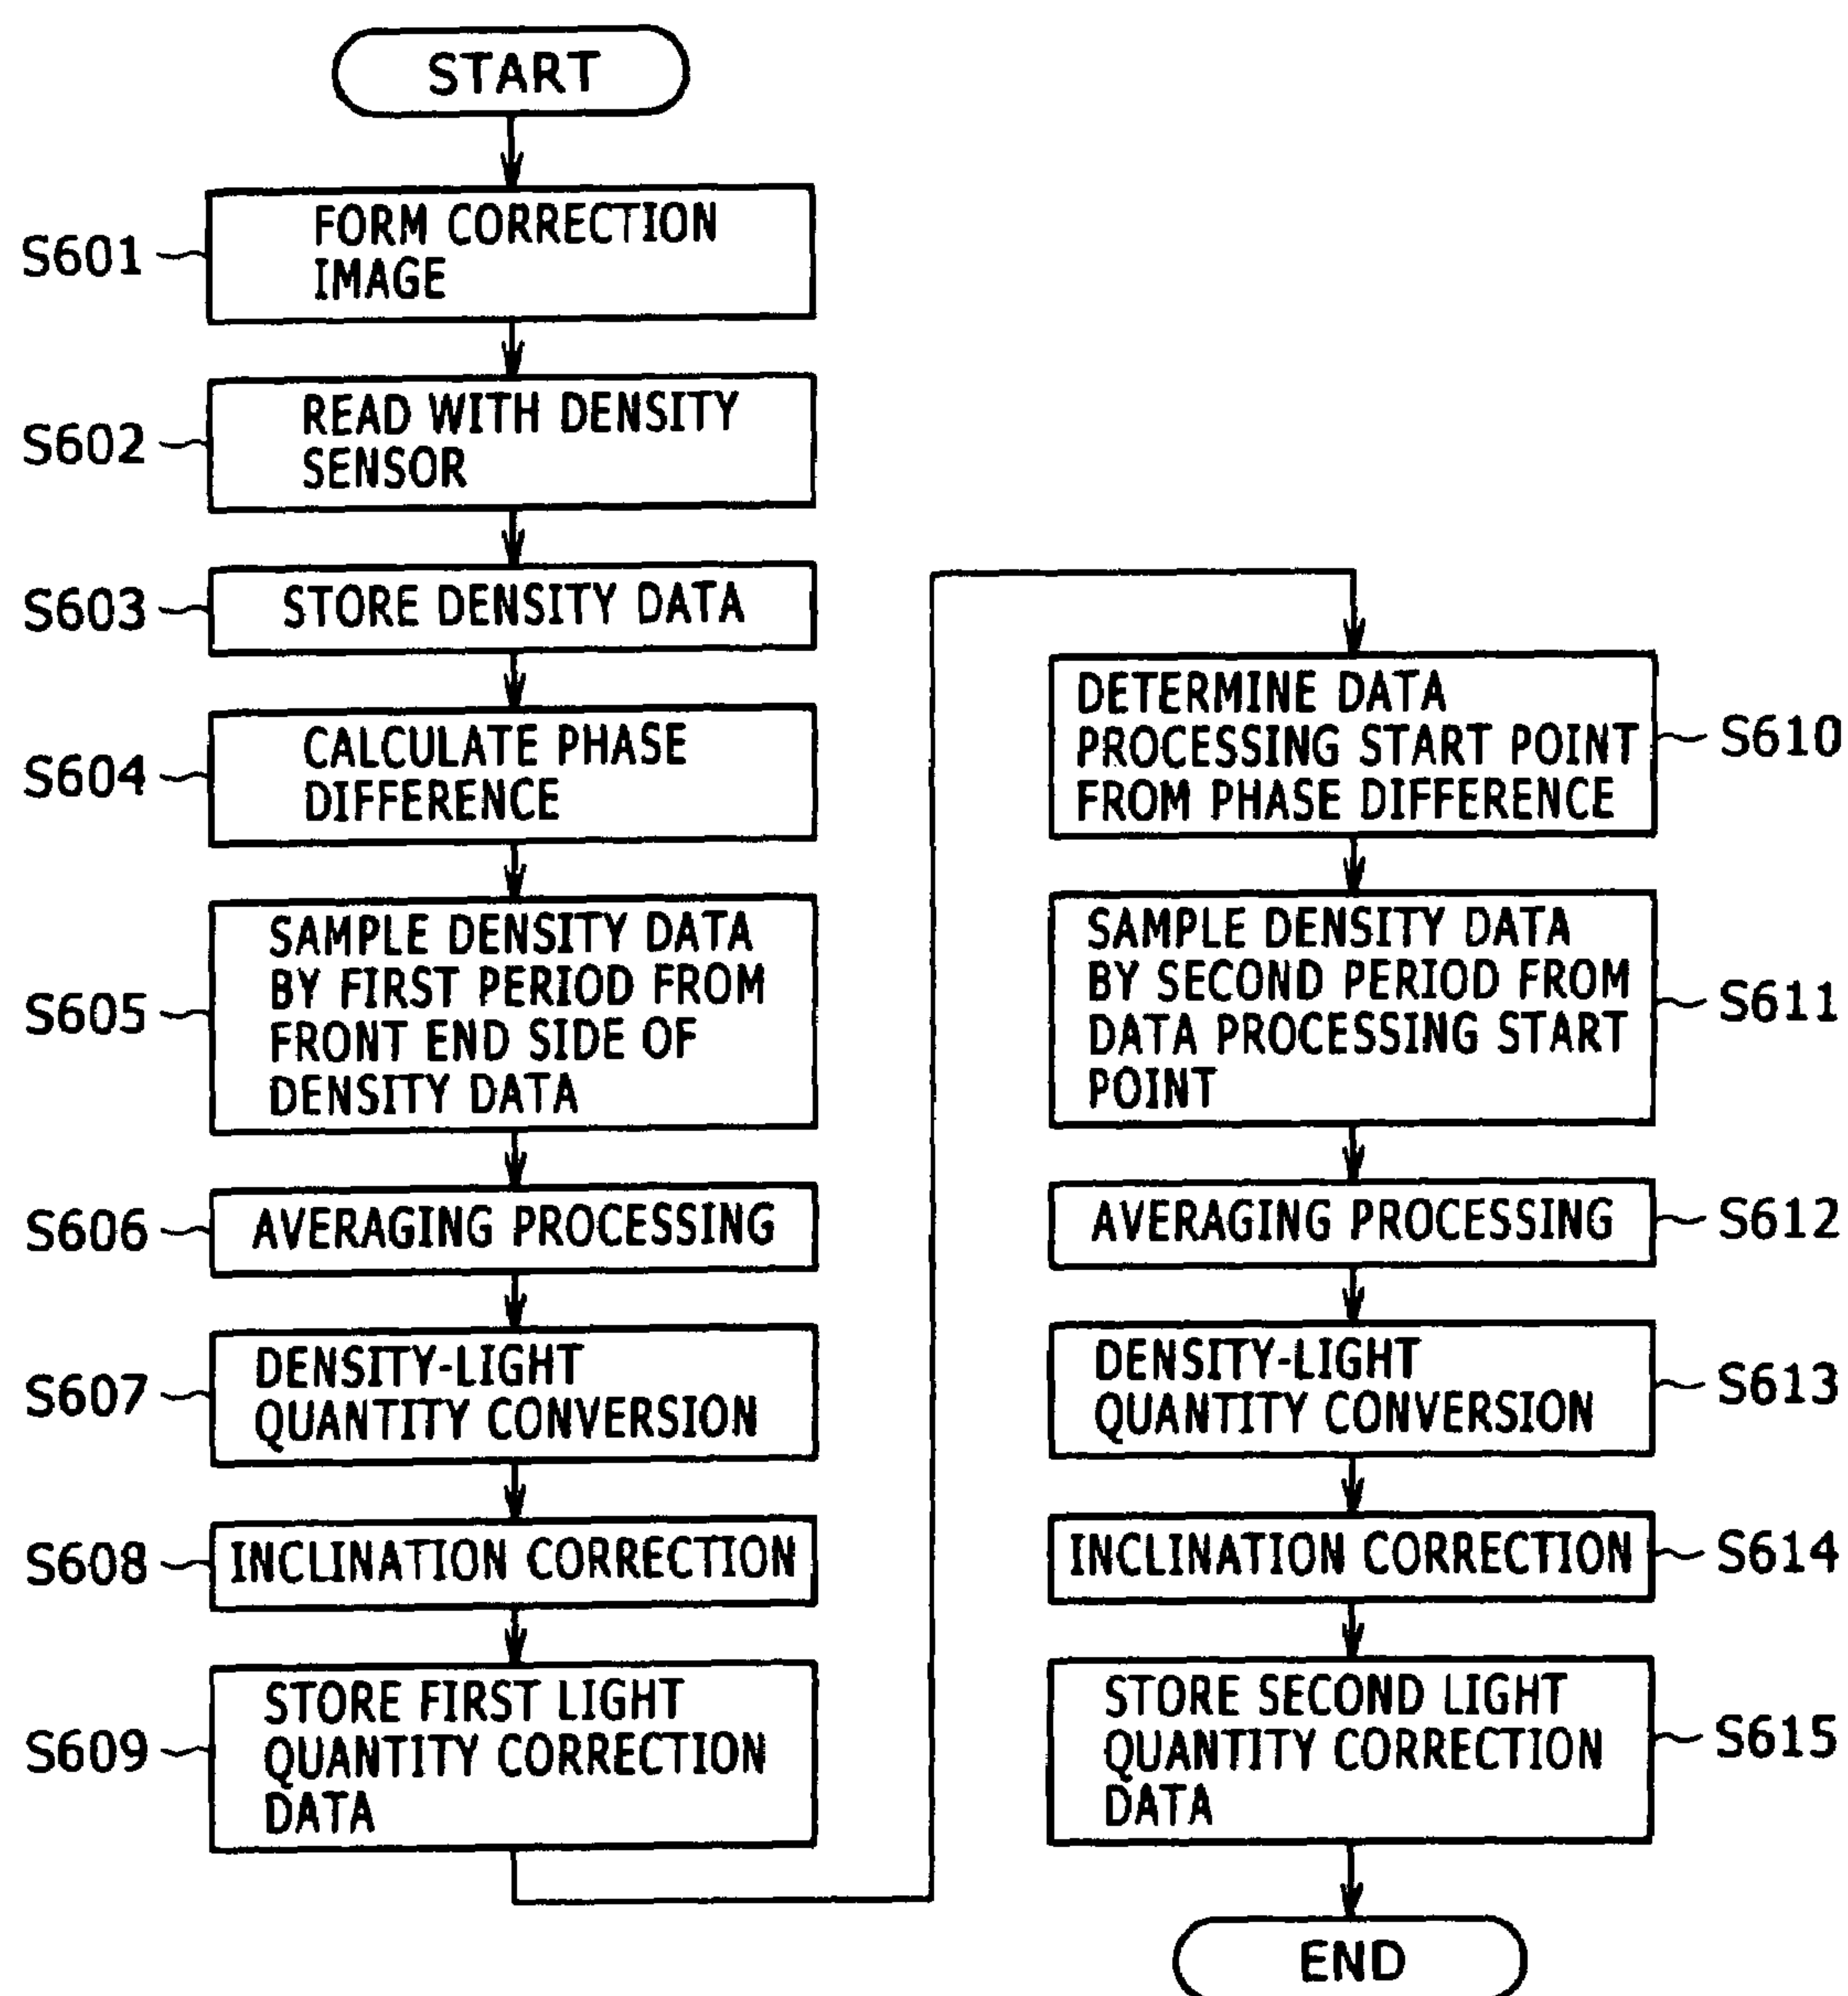 START
S601
FORM CORRECTION
IMAGE
S602
READ WITH DENSITY
SENSOR
S603
STORE DENSITY DATA
S604
CALCULATE PHASE
DIFFERENCE
S605
SAMPLE DENSITY DATA
BY FIRST PERIOD FROM
FRONT END SIDE OF
DENSITY DATA
S606
AVERAGING PROCESSING
S607
DENSITY-LIGHT
QUANTITY CONVERSION
S608
INCLINATION CORRECTION
S609
STORE FIRST LIGHT
QUANTITY CORRECTION
DATA
DETERMINE DATA
PROCESSING START POINT
FROM PHASE DIFFERENCE
S610
SAMPLE DENSITY DATA
BY SECOND PERIOD FROM
DATA PROCESSING START
POINT
S611
AVERAGING PROCESSING
S612
DENSITY-LIGHT
QUANTITY CONVERSION
S613
INCLINATION CORRECTION
S614
STORE SECOND LIGHT
QUANTITY CORRECTION
DATA
S615
END